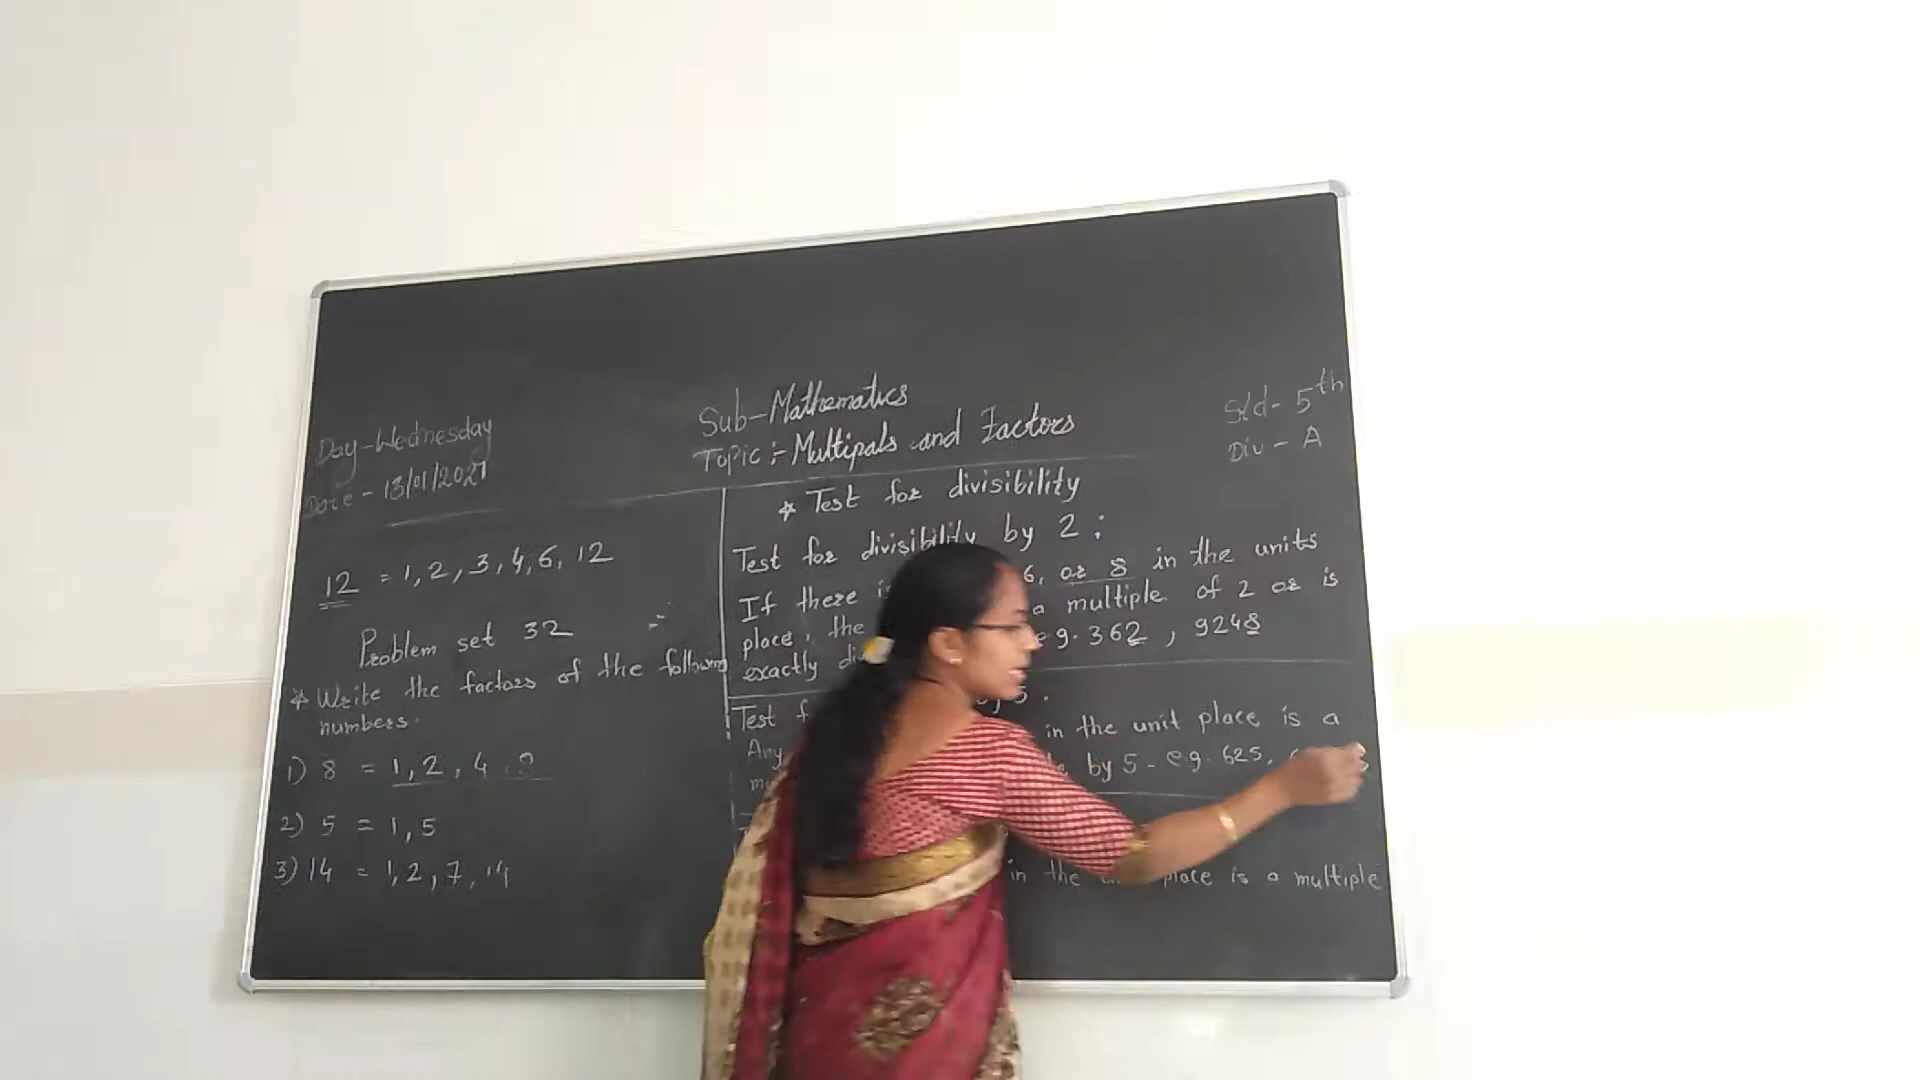 Sub-Mathematics
Topic :- Multipals and Factors
Day-Wednesday
Date - 13/01/2021
Std- 5th
Div - A
12 = 1, 2, 3, 4, 6, 12
Problem set 32
* Write the factors of the following
numbers.
1) 8 = 1, 2, 4, 8
2) 5 = 1, 5
3) 14 = 1, 2, 7, 14
* Test for divisibility
Test for divisibility by 2 :
If there 6, or 8 in the units
place, the a multiple of 2 or is
exactly eg. 362, 9248
Test 5.
Any in the unit place is a
by 5 - eg. 625,
in the place is a multiple